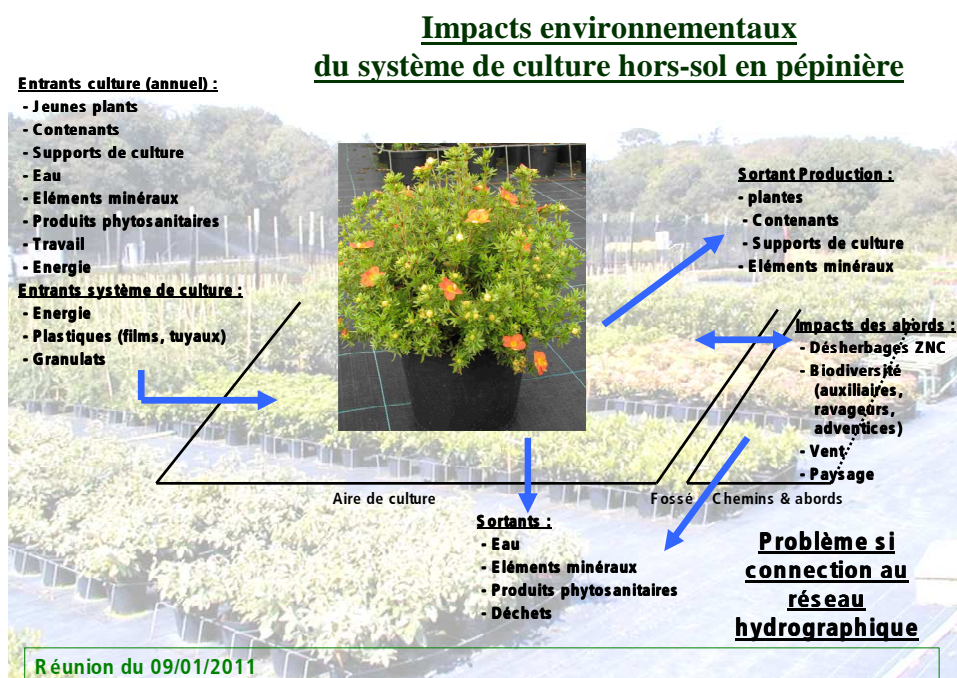 Impacts environnementaux
du système de culture hors-sol en pépinière
Entrants culture (annuel) :
- Jeunes plants
- Contenants
- Supports de culture
- Eau
- Eléments minéraux
- Produits phytosanitaires
- Travail
- Energie
Entrants système de culture :
- Energie
- Plastiques (films, tuyaux)
- Granulats
Sortant Production :
- plantes
- Contenants
- Supports de culture
- Eléments minéraux
Impacts des abords :
- Désherbages ZNC
- Biodiversité
(auxiliaires,
ravageurs,
adventices)
- Vent
- Paysage
Aire de culture
Fossé
Chemins & abords
Sortants :
- Eau
- Eléments minéraux
- Produits phytosanitaires
- Déchets
Problème si
connection au
réseau
hydrographique
Réunion du 09/01/2011